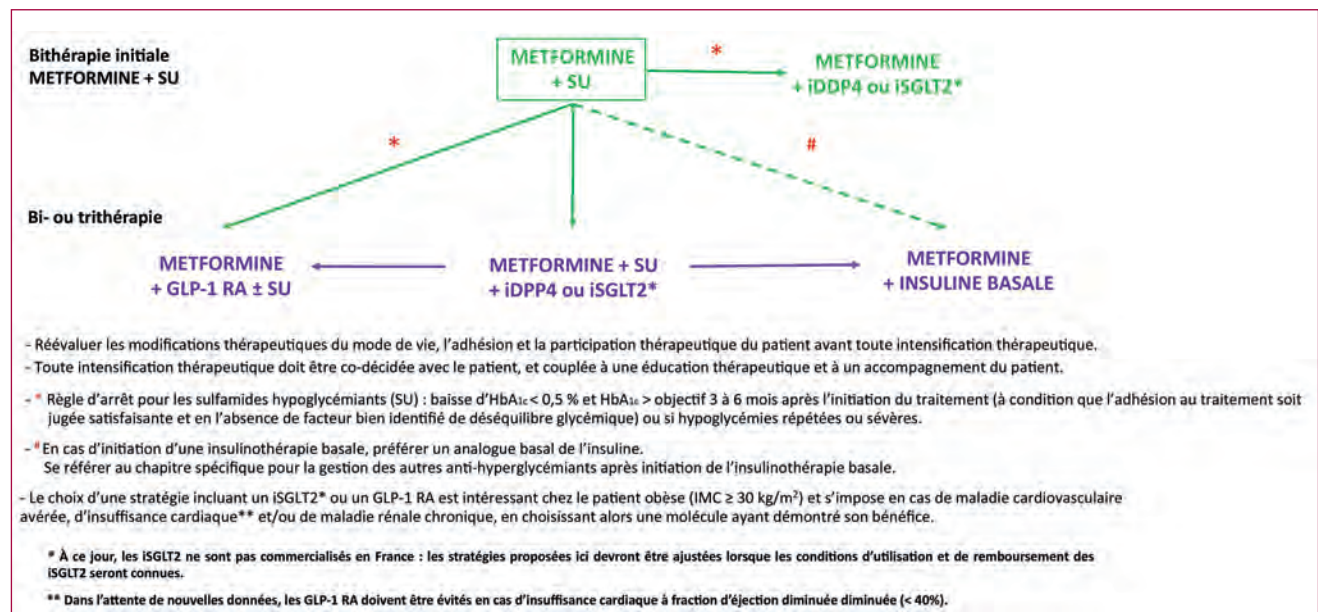 Bithérapie initiale
METFORMINE + SU
METFORMINE
+ SU
*
METFORMINE
+ iDDP4 ou iSGLT2*
*
#
Bi- ou trithérapie
METFORMINE
+ GLP-1 RA ± SU
METFORMINE + SU
+ iDPP4 ou iSGLT2*
METFORMINE
+ INSULINE BASALE
- Réévaluer les modifications thérapeutiques du mode de vie, l'adhésion et la participation thérapeutique du patient avant toute intensification thérapeutique.
- Toute intensification thérapeutique doit être co-décidée avec le patient, et couplée à une éducation thérapeutique et à un accompagnement du patient.
- * Règle d'arrêt pour les sulfamides hypoglycémiants (SU) : baisse d'HbA1c < 0,5 % et HbA1c > objectif 3 à 6 mois après l'initiation du traitement (à condition que l'adhésion au traitement soit
jugée satisfaisante et en l'absence de facteur bien identifié de déséquilibre glycémique) ou si hypoglycémies répétées ou sévères.
- # En cas d'initiation d'une insulinothérapie basale, préférer un analogue basal de l'insuline.
Se référer au chapitre spécifique pour la gestion des autres anti-hyperglycémiants après initiation de l'insulinothérapie basale.
- Le choix d'une stratégie incluant un iSGLT2* ou un GLP-1 RA est intéressant chez le patient obèse (IMC ≥ 30 kg/m²) et s'impose en cas de maladie cardiovasculaire
avérée, d'insuffisance cardiaque** et/ou de maladie rénale chronique, en choisissant alors une molécule ayant démontré son bénéfice.
* À ce jour, les iSGLT2 ne sont pas commercialisés en France : les stratégies proposées ici devront être ajustées lorsque les conditions d'utilisation et de remboursement des
iSGLT2 seront connues.
** Dans l'attente de nouvelles données, les GLP-1 RA doivent être évités en cas d'insuffisance cardiaque à fraction d'éjection diminuée diminuée (< 40%).